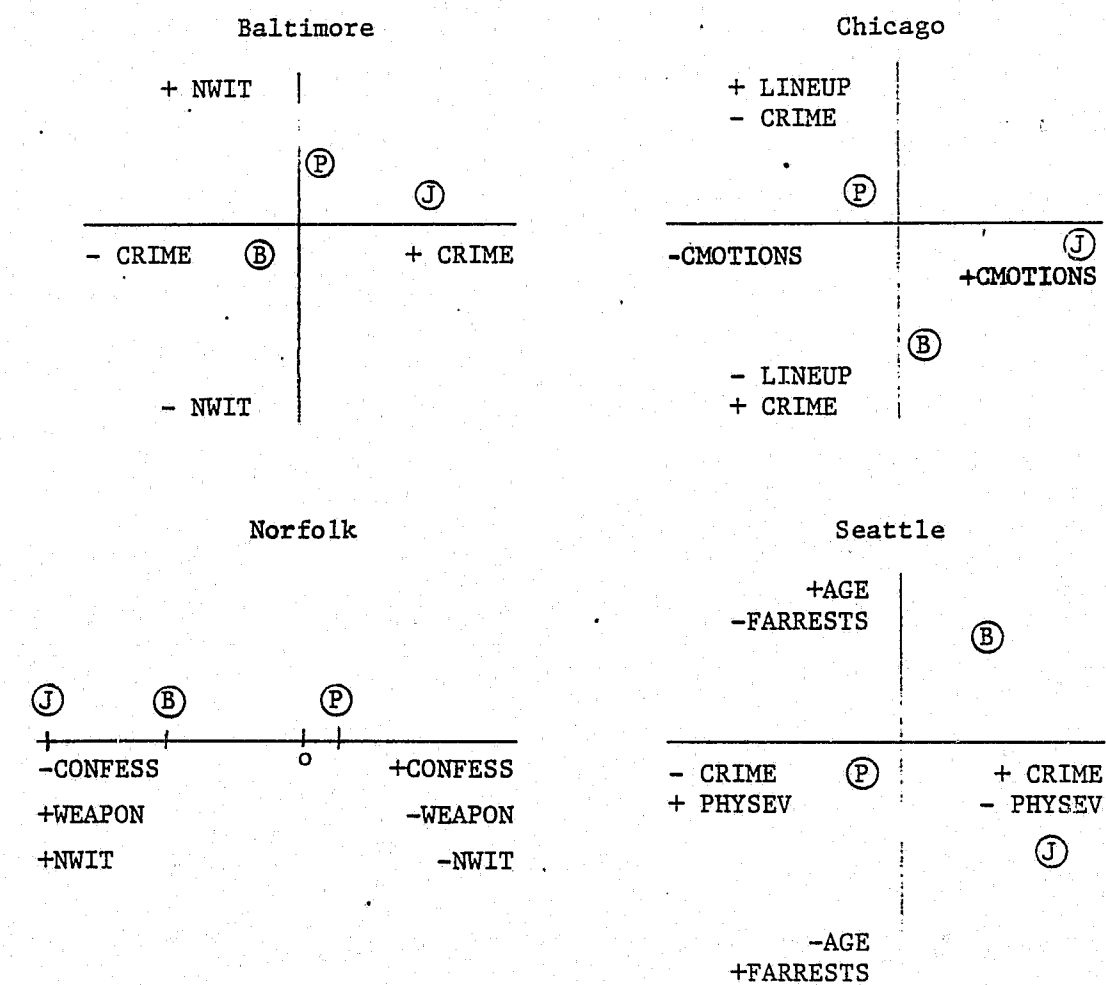 Baltimore
+ NWIT
P
J
- CRIME B + CRIME
- NWIT
Chicago
+ LINEUP
- CRIME
P
-CMOTIONS J
+CMOTIONS
B
- LINEUP
+ CRIME
Norfolk
J B P
o
-CONFESS +CONFESS
+WEAPON -WEAPON
+NWIT -NWIT
Seattle
+AGE
-FARRESTS
B
- CRIME P + CRIME
+ PHYSEV - PHYSEV
J
-AGE
+FARRESTS